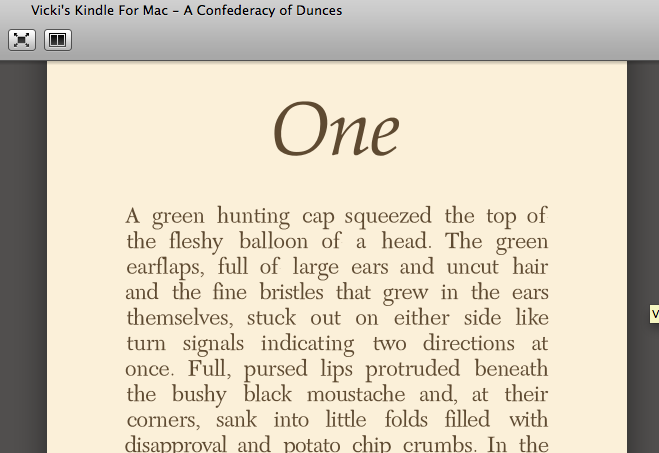 Vicki's Kindle For Mac – A Confederacy of Dunces
One
A green hunting cap squeezed the top of
the fleshy balloon of a head. The green
earflaps, full of large ears and uncut hair
and the fine bristles that grew in the ears
themselves, stuck out on either side like
turn signals indicating two directions at
once. Full, pursed lips protruded beneath
the bushy black moustache and, at their
corners, sank into little folds filled with
disapproval and potato chip crumbs. In the
V